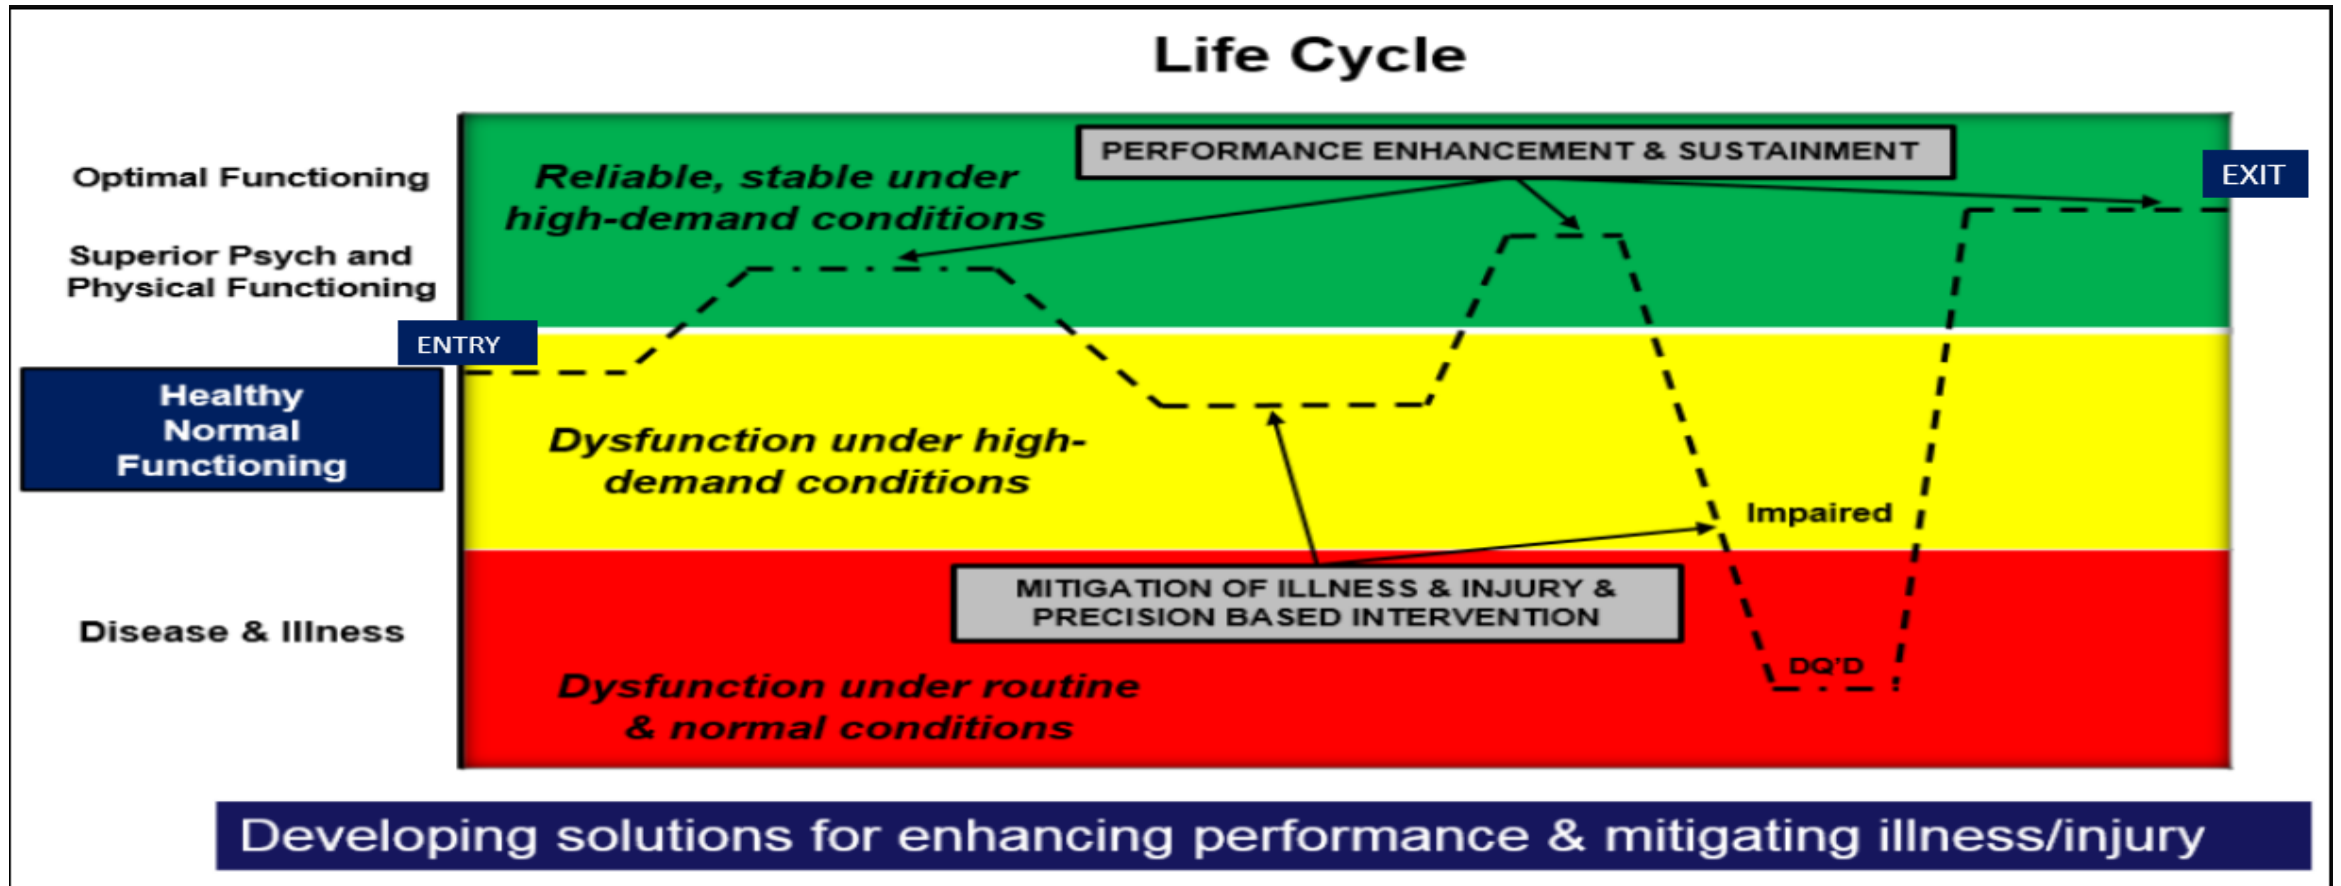 Life Cycle
PERFORMANCE ENHANCEMENT & SUSTAINMENT
EXIT
Optimal Functioning
Reliable, stable under
high-demand conditions
Superior Psych and
Physical Functioning
ENTRY
Healthy
Normal
Functioning
Dysfunction under high-
demand conditions
Impaired
MITIGATION OF ILLNESS & INJURY &
PRECISION BASED INTERVENTION
Disease & Illness
DQ'D
Dysfunction under routine
& normal conditions
Developing solutions for enhancing performance & mitigating illness/injury